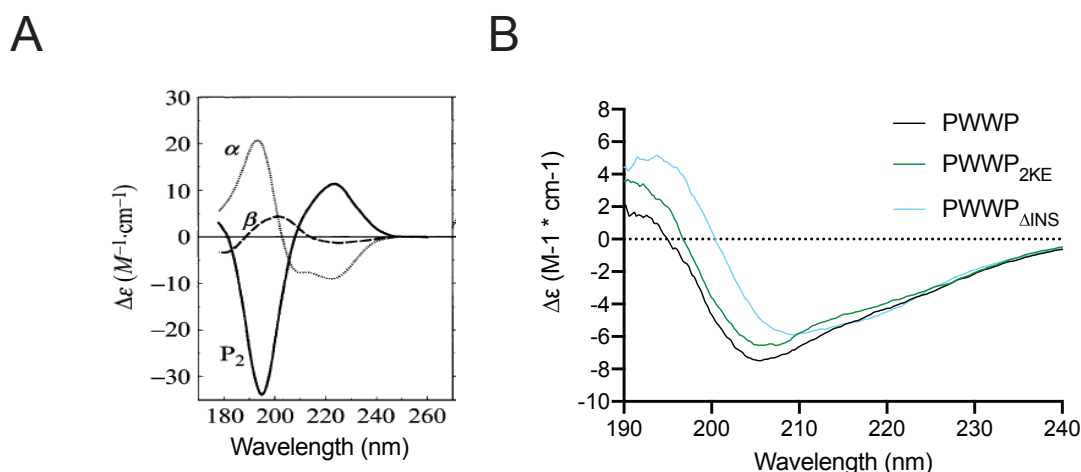 A
30
20
10
0
−10
−20
−30
α
β
P2
Δε (M−1·cm−1)
180 200 220 240 260
Wavelength (nm)
B
8
6
4
2
0
-2
-4
-6
-8
-10
Δε (M-1 * cm-1)
PWWP
PWWP2KE
PWWPΔINS
190 200 210 220 230 240
Wavelength (nm)